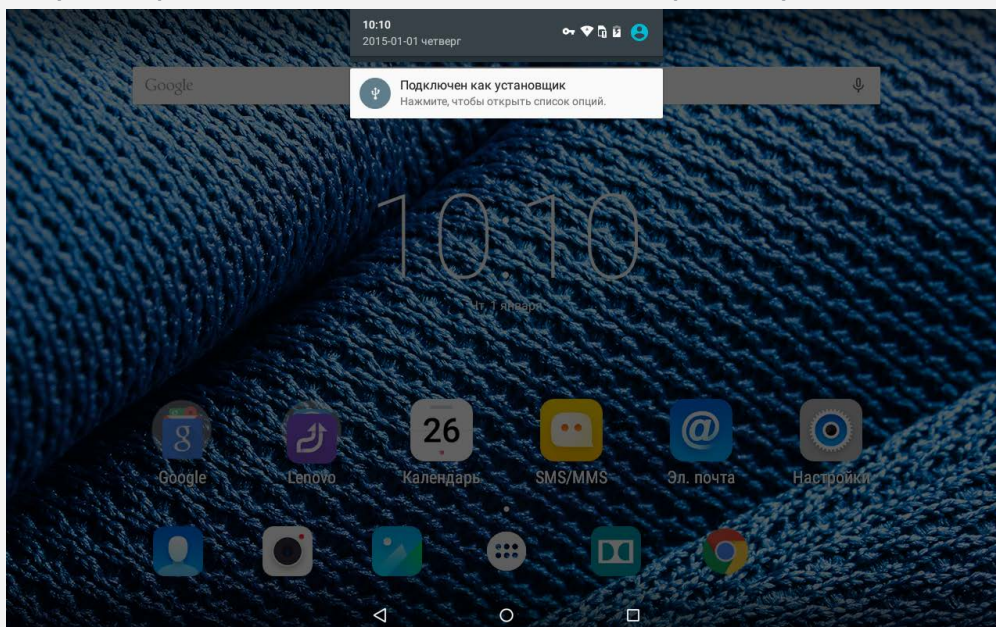 10:10
2015-01-01 четверг
Google
Подключен как установщик
Нажмите, чтобы открыть список опций.
10:10
Чт, 1 января
26
Google
Lenovo
Календарь
SMS/MMS
Эл. почта
Настройки